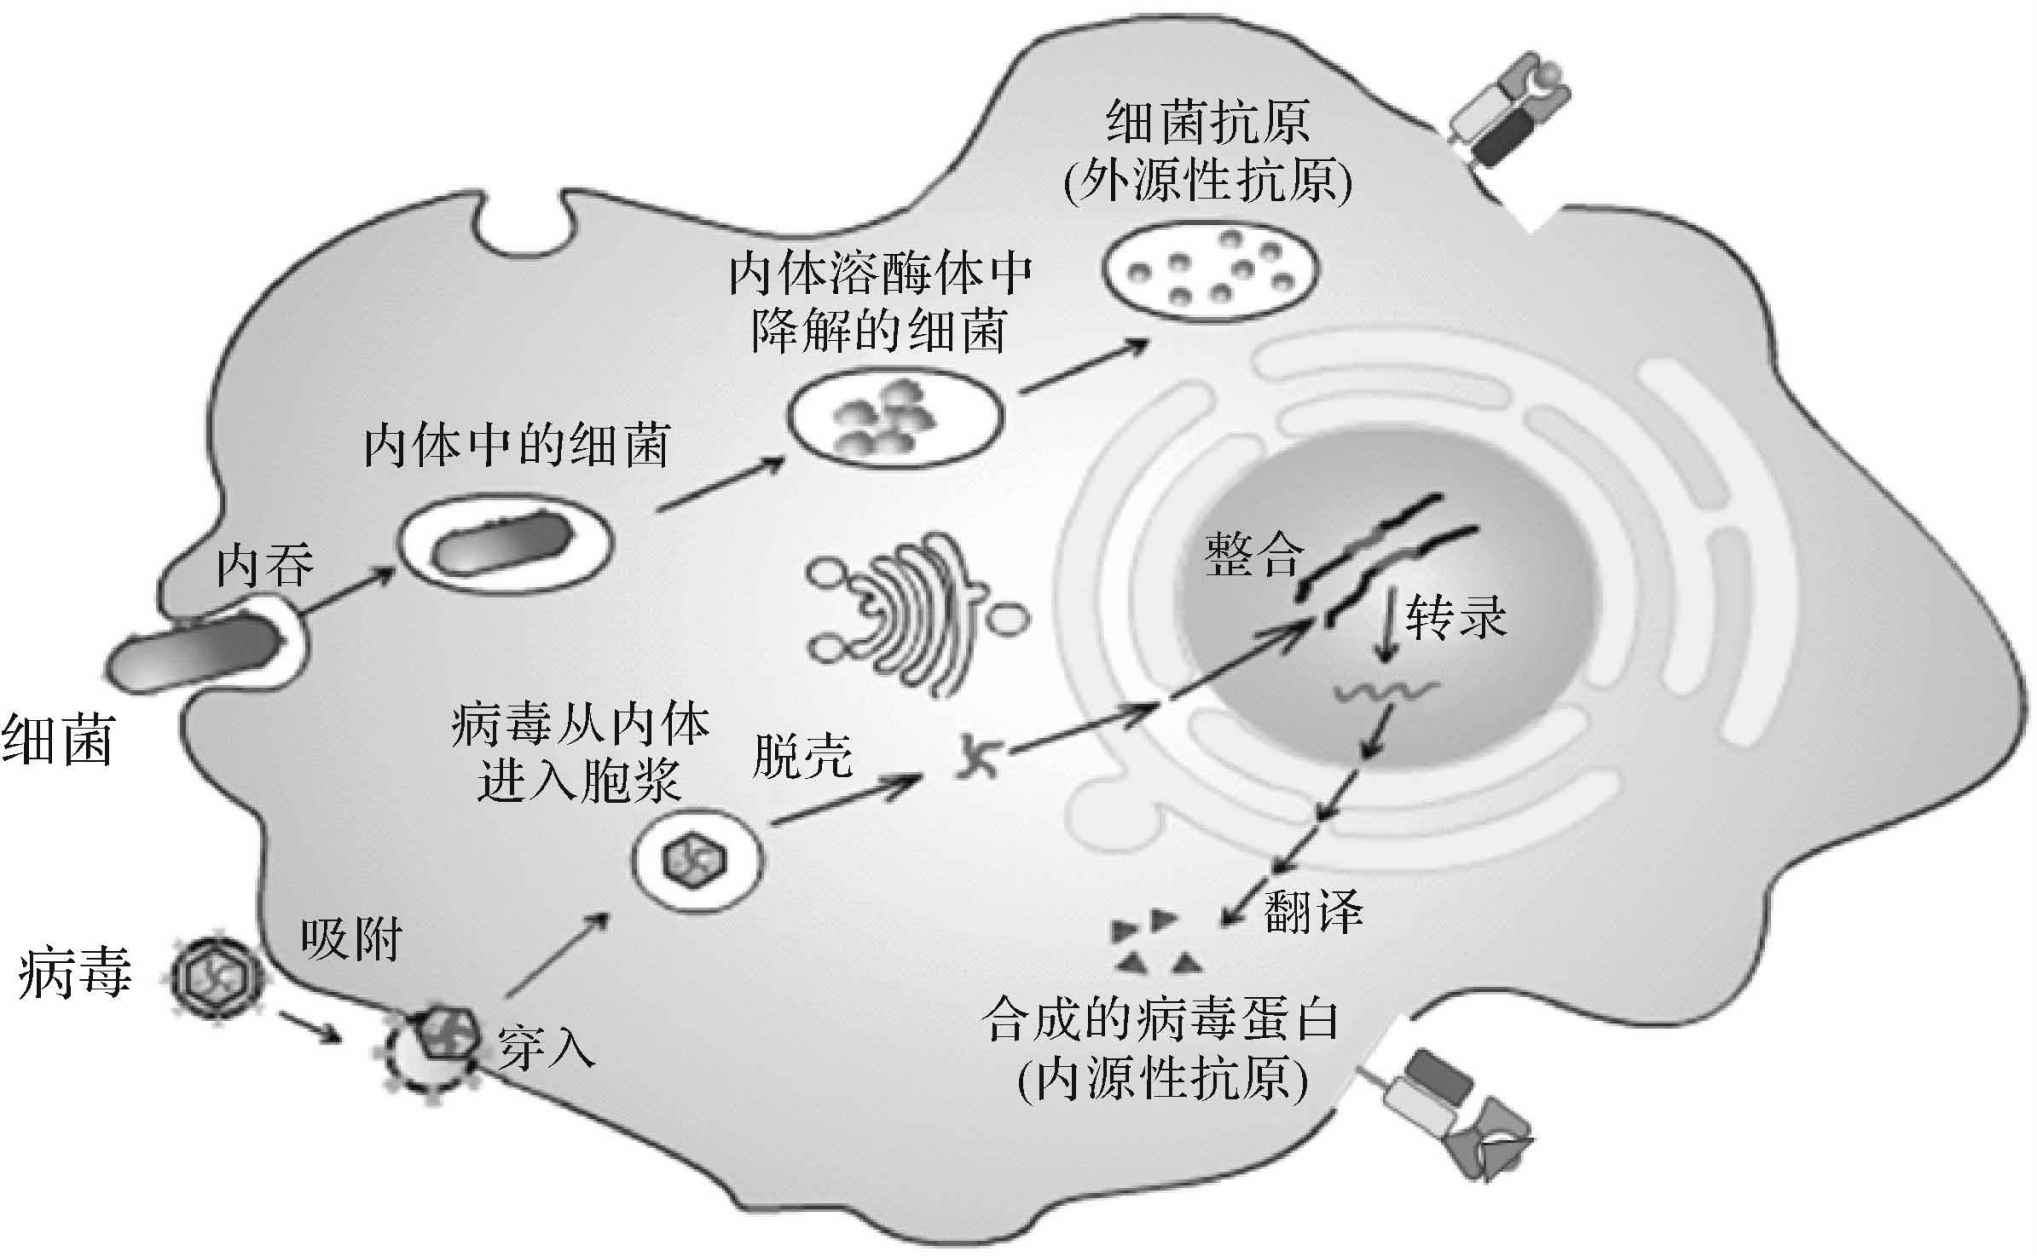 细菌抗原
(外源性抗原)
内体溶酶体中
降解的细菌
内体中的细菌
内吞
细菌
整合
转录
病毒从内体
进入胞浆
脱壳
翻译
吸附
病毒
穿入
合成的病毒蛋白
(内源性抗原)